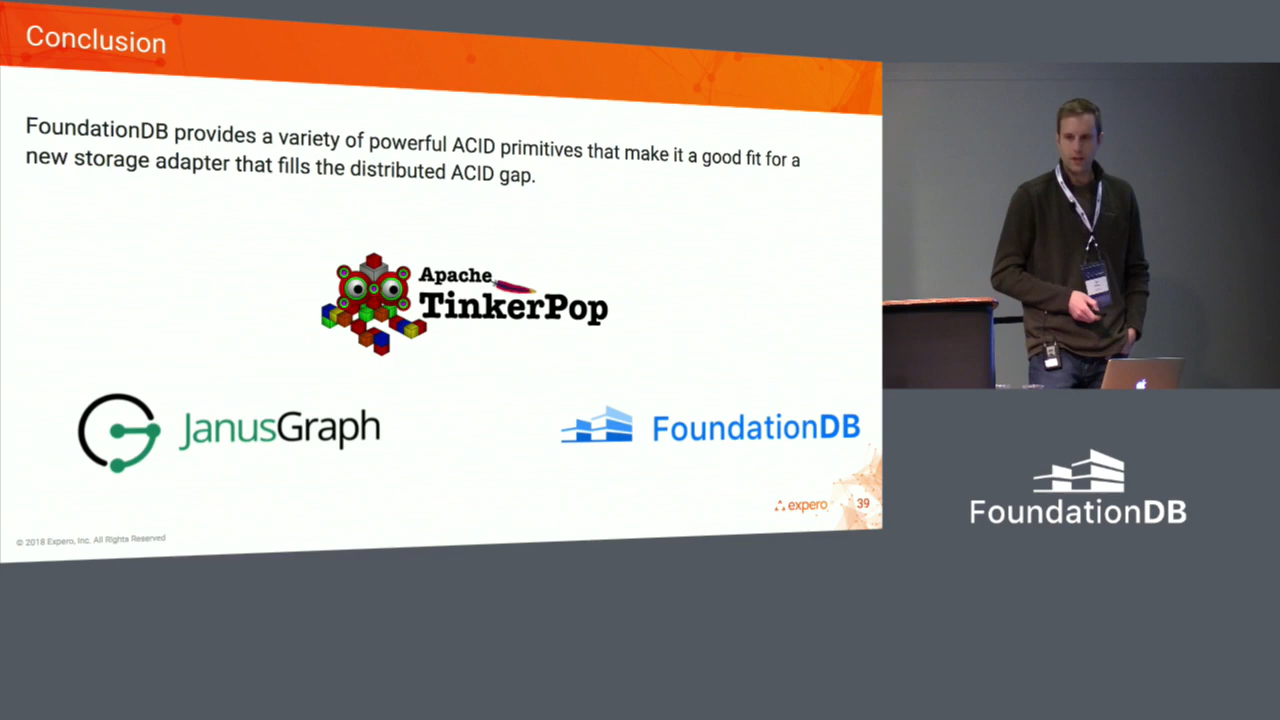 Conclusion
FoundationDB provides a variety of powerful ACID primitives that make it a good fit for a
new storage adapter that fills the distributed ACID gap.
Apache
TinkerPop
JanusGraph
FoundationDB
expero
39
© 2018 Expero, Inc. All Rights Reserved
FoundationDB